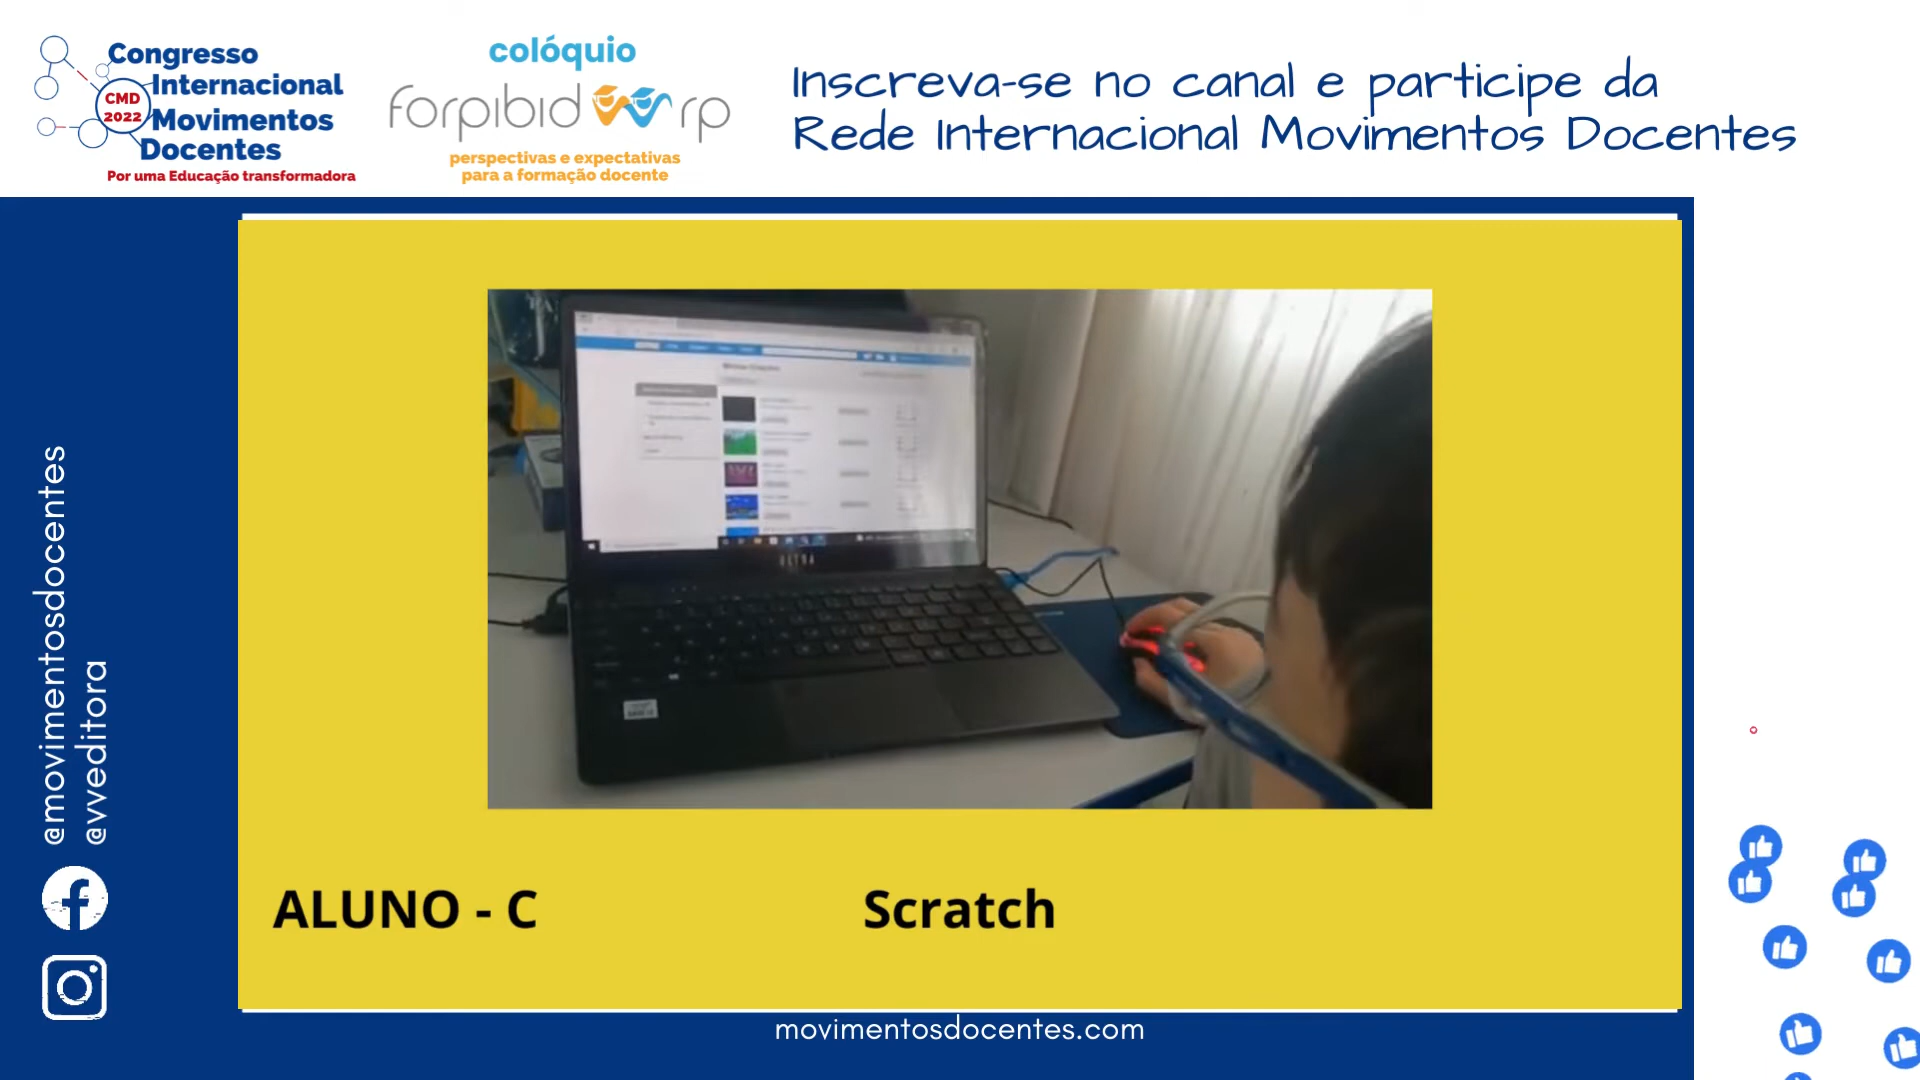 Congresso
Internacional
CMD
2022
Movimentos
Docentes
Por uma Educação transformadora
colóquio
forpibid rp
perspectivas e expectativas
para a formação docente
Inscreva-se no canal e participe da
Rede Internacional Movimentos Docentes
@movimentosdocentes
@vveditora
ALUNO - C
Scratch
movimentosdocentes.com